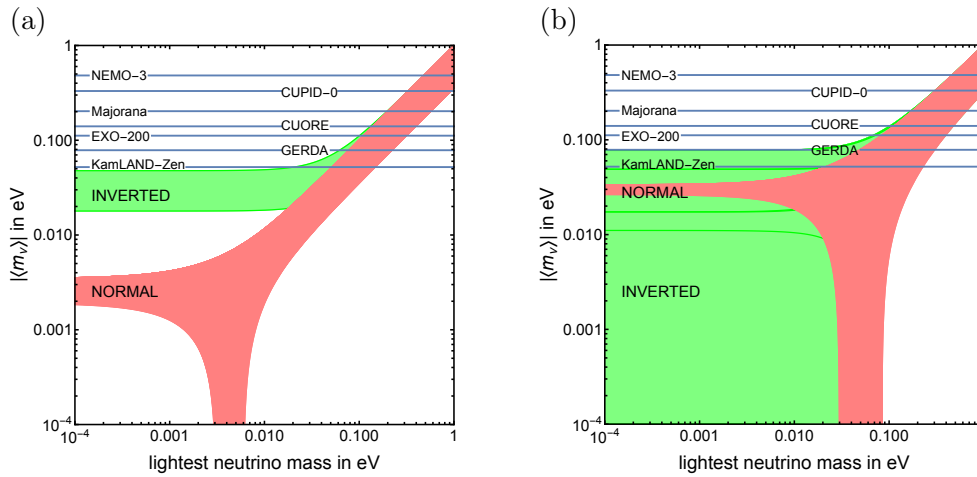 (a)
1
0.100
0.010
0.001
10⁻⁴
|⟨mᵥ⟩| in eV
NEMO−3
CUPID−0
Majorana
CUORE
EXO−200
GERDA
KamLAND−Zen
INVERTED
NORMAL
10⁻⁴ 0.001 0.010 0.100 1
lightest neutrino mass in eV
(b)
1
0.100
0.010
0.001
10⁻⁴
|⟨mᵥ⟩| in eV
NEMO−3
CUPID−0
Majorana
CUORE
EXO−200
GERDA
KamLAND−Zen
NORMAL
INVERTED
10⁻⁴ 0.001 0.010 0.100
lightest neutrino mass in eV